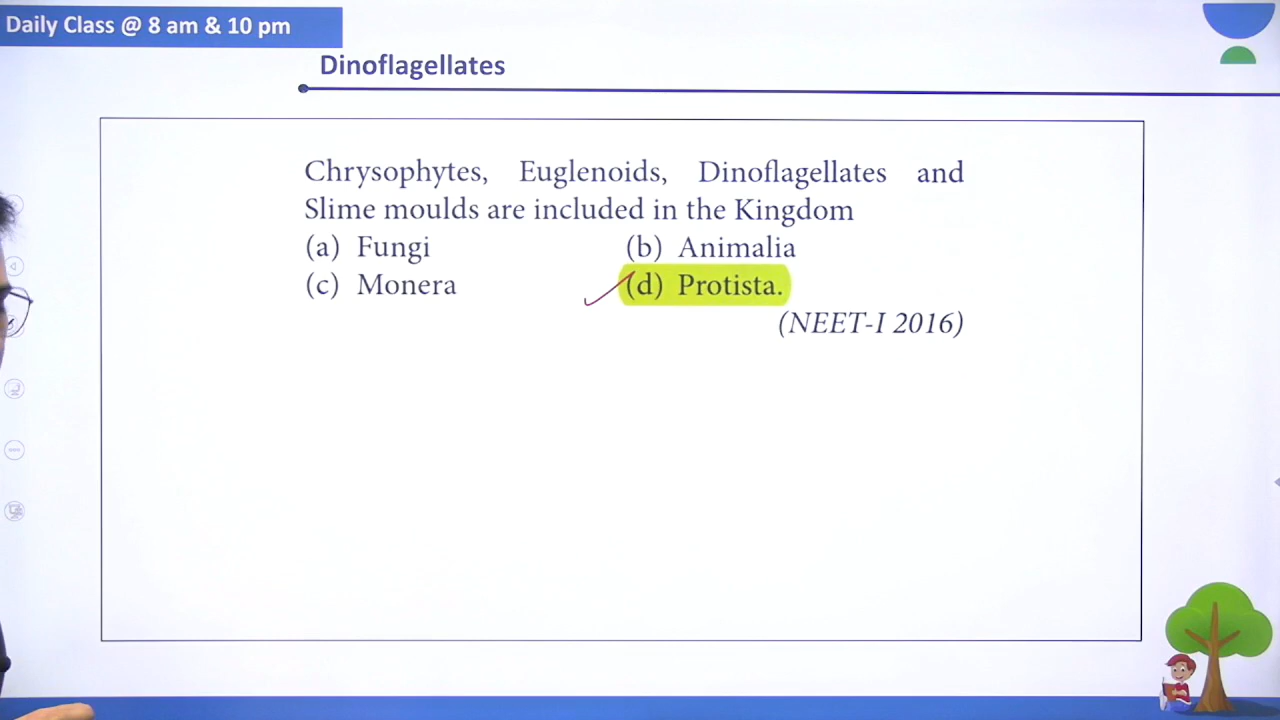 Daily Class @ 8 am & 10 pm
Dinoflagellates
Chrysophytes, Euglenoids, Dinoflagellates and
Slime moulds are included in the Kingdom
(a) Fungi (b) Animalia
(c) Monera (d) Protista.
(NEET-I 2016)